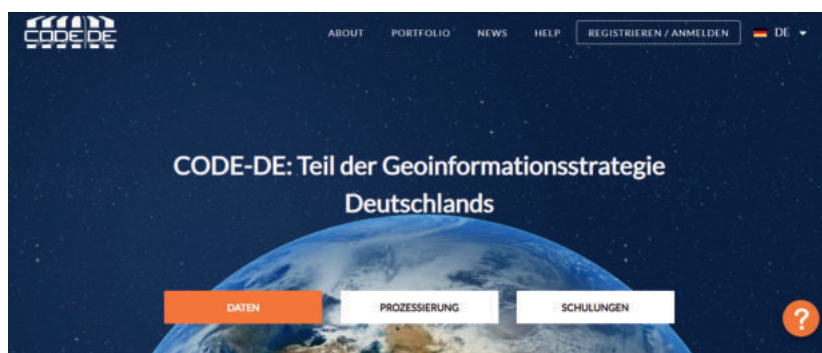 CODE DE
ABOUT PORTFOLIO NEWS HELP REGISTRIEREN / ANMELDEN DE
CODE-DE: Teil der Geoinformationsstrategie
Deutschlands
DATEN PROZESSIERUNG SCHULUNGEN
?